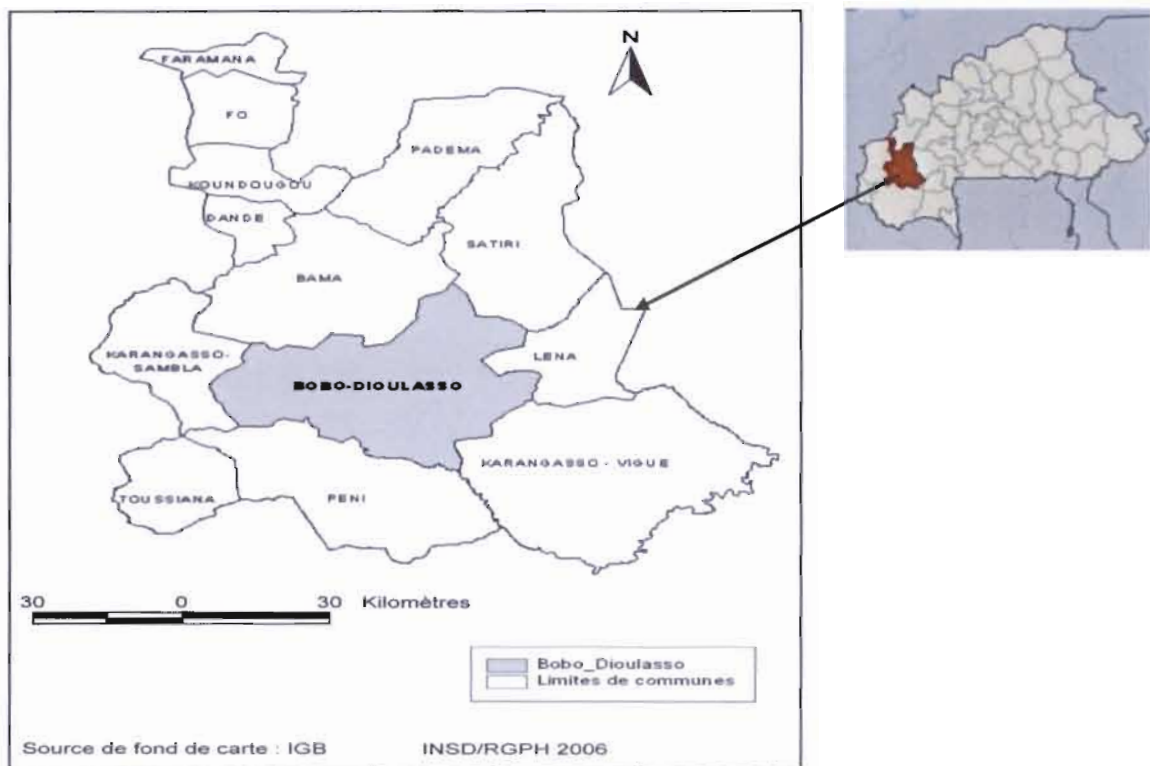 N
FARAMANA
FO
PADEMA
KOUNDOUGOU
DANDE
SATIRI
BAMA
KARANGASSO-
SAMBLA
LENA
BOBO-DIOULASSO
KARANGASSO - VIGUE
TOUSSIANA
PENI
30 0 30 Kilomètres
Bobo_Dioulasso
Limites de communes
Source de fond de carte : IGB INSD/RGPH 2006